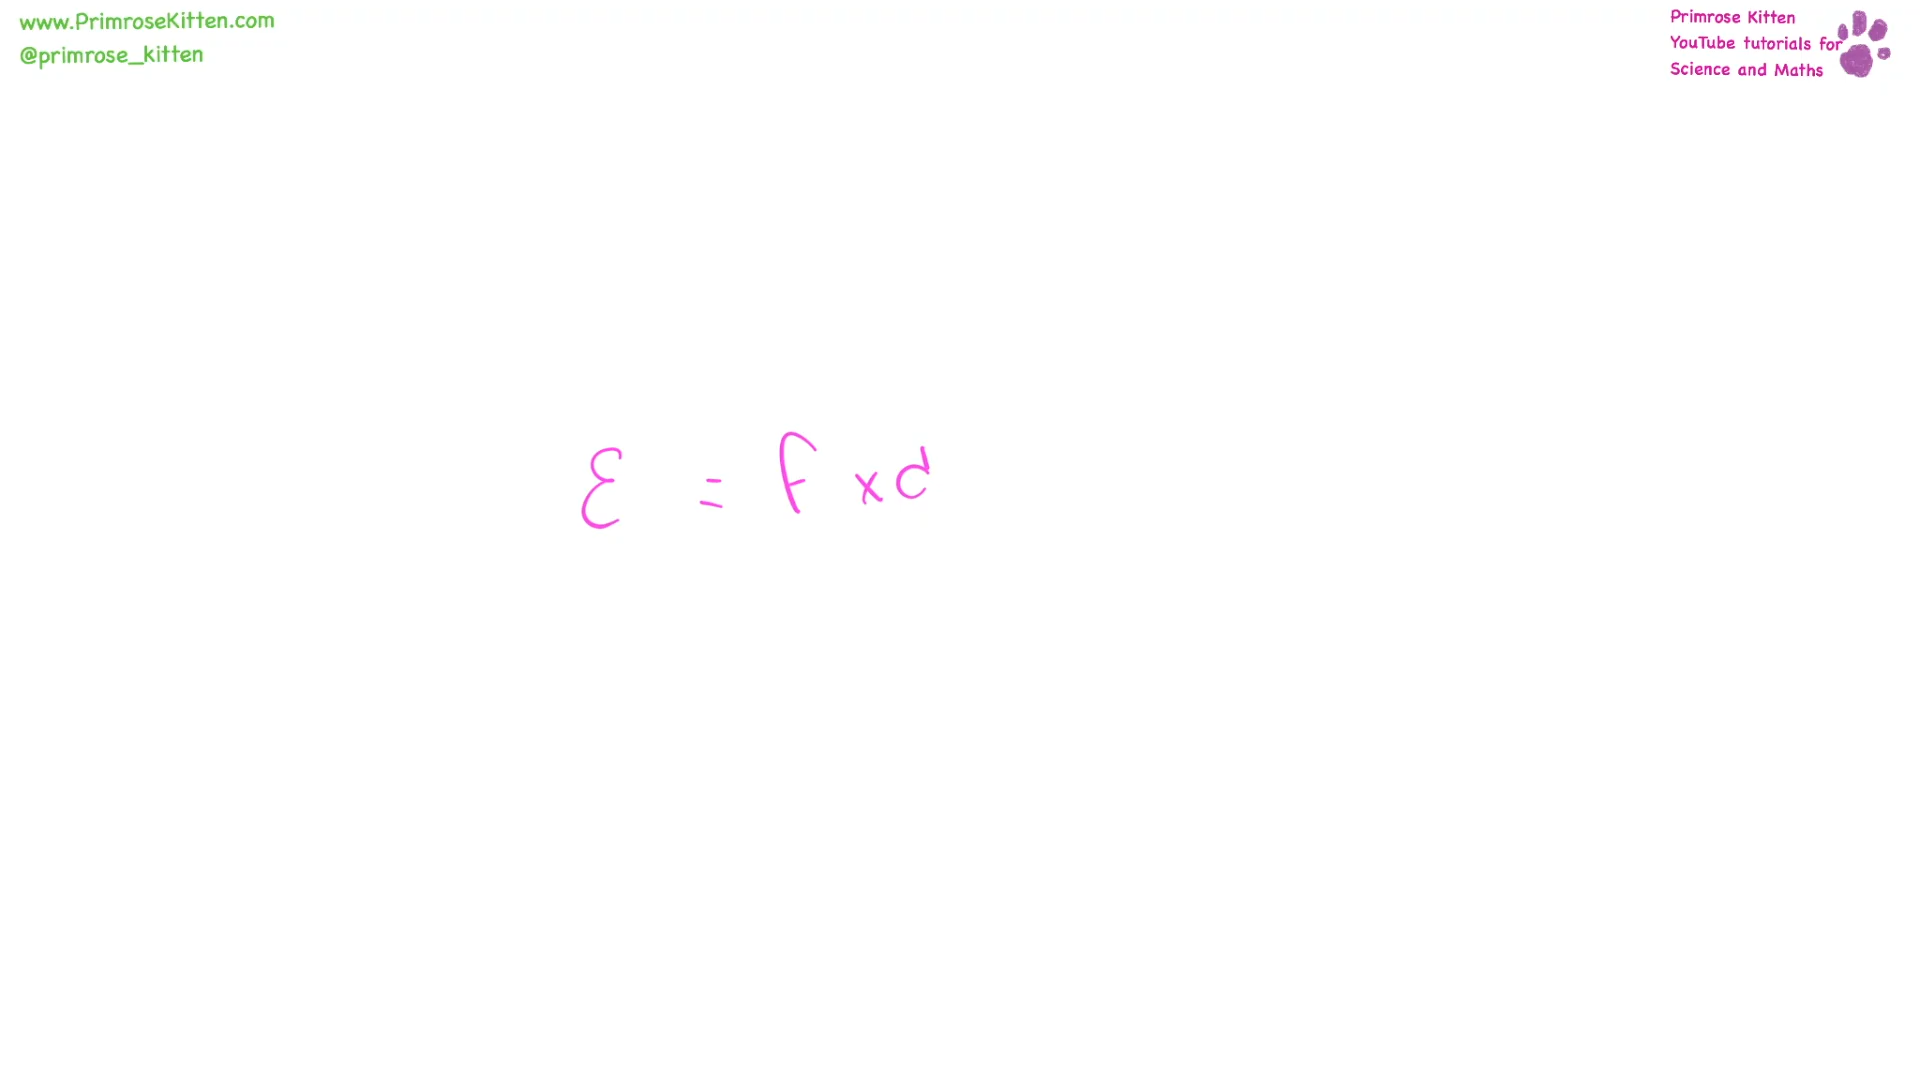 www.PrimroseKitten.com
@primrose_kitten
Primrose Kitten
YouTube tutorials for
Science and Maths
E = F x d